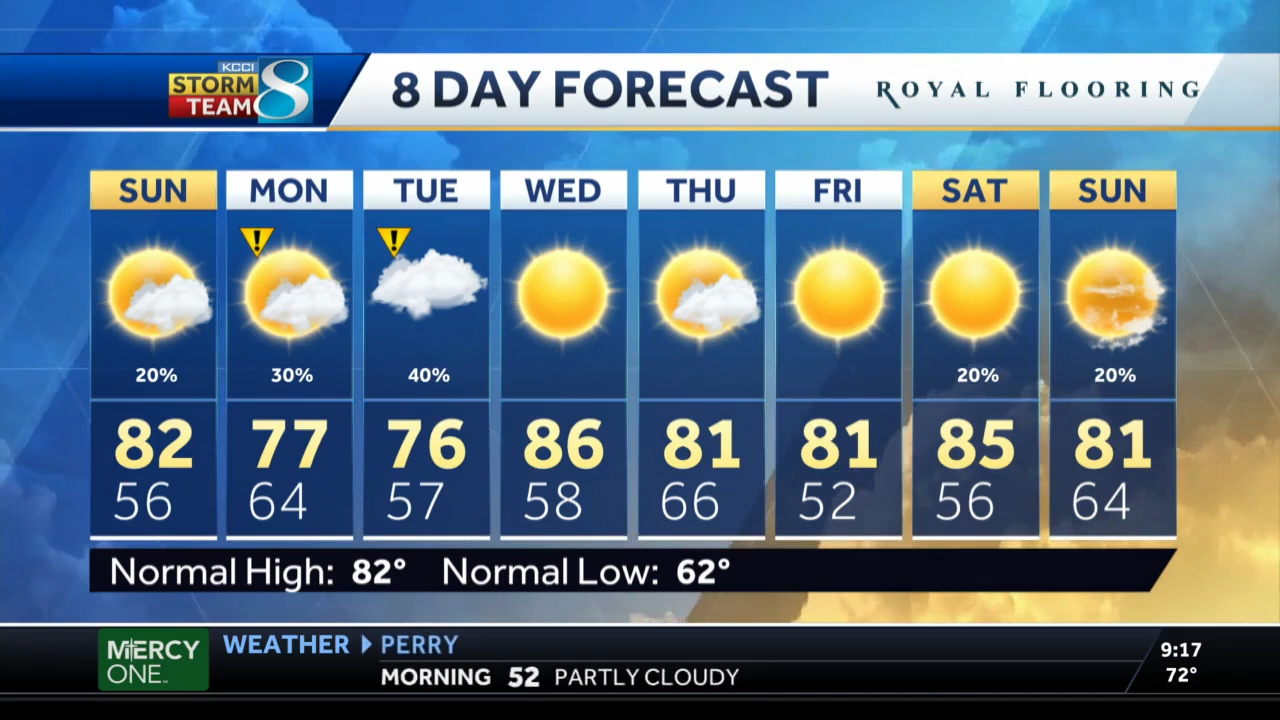 KCCI
STORM
TEAM 8
8 DAY FORECAST
ROYAL FLOORING
SUN MON TUE WED THU FRI SAT SUN
! !
20% 30% 40% 20% 20%
82 77 76 86 81 81 85 81
56 64 57 58 66 52 56 64
Normal High: 82° Normal Low: 62°
MERCY
ONE™
WEATHER PERRY
MORNING 52 PARTLY CLOUDY
9:17
72°